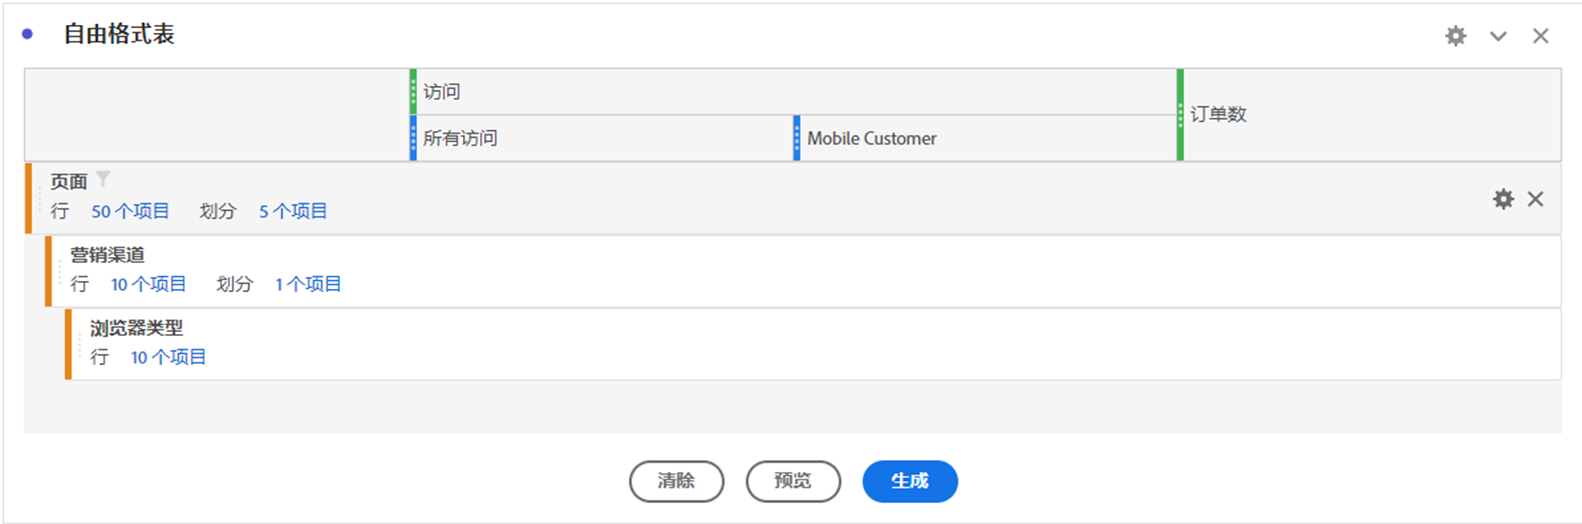 自由格式表
访问
所有访问 Mobile Customer
订单数
页面
行 50 个项目 划分 5 个项目
营销渠道
行 10 个项目 划分 1 个项目
浏览器类型
行 10 个项目
清除 预览 生成